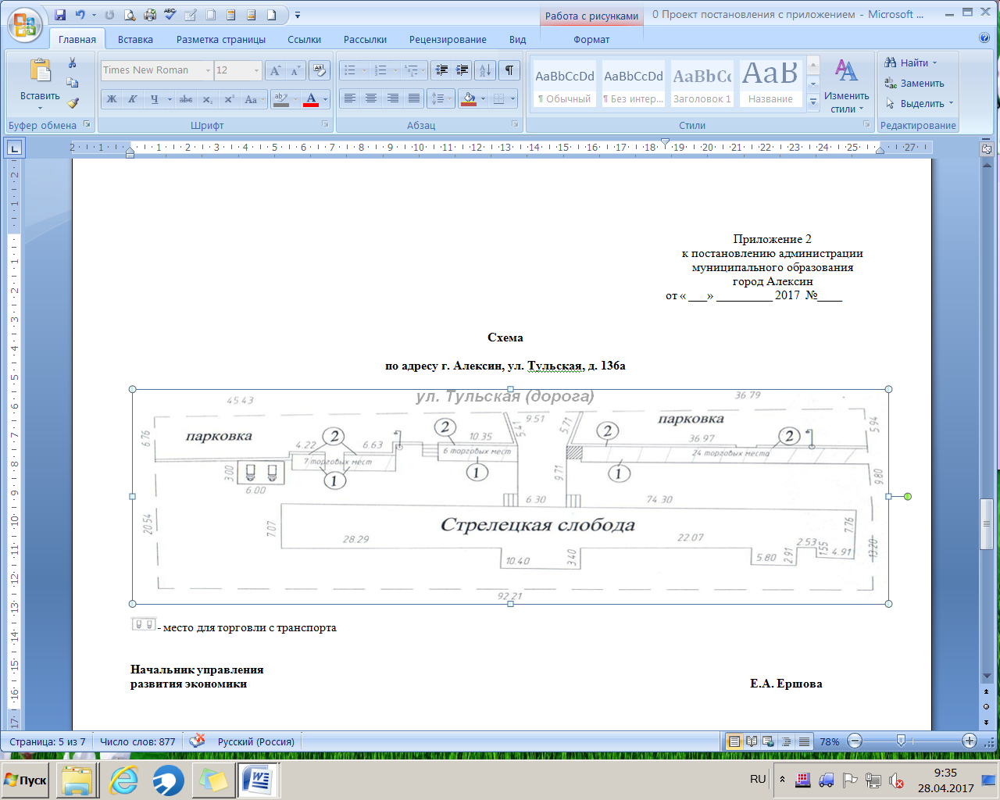 Работа с рисунками
0 Проект постановления с приложением - Microsoft ...
Главная Вставка Разметка страницы Ссылки Рассылки Рецензирование Вид Формат
Вставить
Буфер обмена
Times New Roman 12
Ж К Ч abc x₂ x² Aa
Шрифт
Абзац
AaBbCcDd AaBbCcDd AaBbCc АаВ
¶ Обычный ¶ Без интер... Заголовок 1 Название
Изменить стили
Стили
Найти
Заменить
Выделить
Редактирование
2 1 1 2 3 4 5 6 7 8 9 10 11 12 13 14 15 16 17 18 19 20 21 22 23 24 25 27
Приложение 2
к постановлению администрации
муниципального образования
город Алексин
от « ___» _________ 2017 №____
Схема
по адресу г. Алексин, ул. Тульская, д. 136а
ул. Тульская (дорога)
45.43 36.79
9.51
6.76 парковка 5.41 5.71 парковка 5.94
2 2 10.35 2 36.97 2
4.22 6.63
6 торговых мест 24 торговых места
7 торговых мест
3.00 1 1 9.71 1 9.80
6.00 6.30 74.30
20.54 7.07 Стрелецкая слобода 7.76
28.29 22.07
2.53 1.55 4.91 13.20
10.40 3.40 5.80 2.91
92.21
- место для торговли с транспорта
Начальник управления
развития экономики Е.А. Ершова
Страница: 5 из 7 Число слов: 877 Русский (Россия) 78%
Пуск RU 9:35
28.04.2017